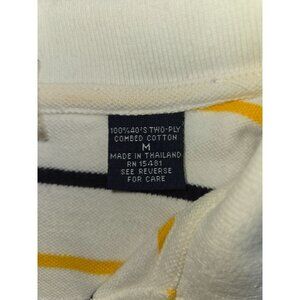 100% 40'S TWO-PLY
COMBED COTTON
M
MADE IN THAILAND
RN 15481
SEE REVERSE
FOR CARE